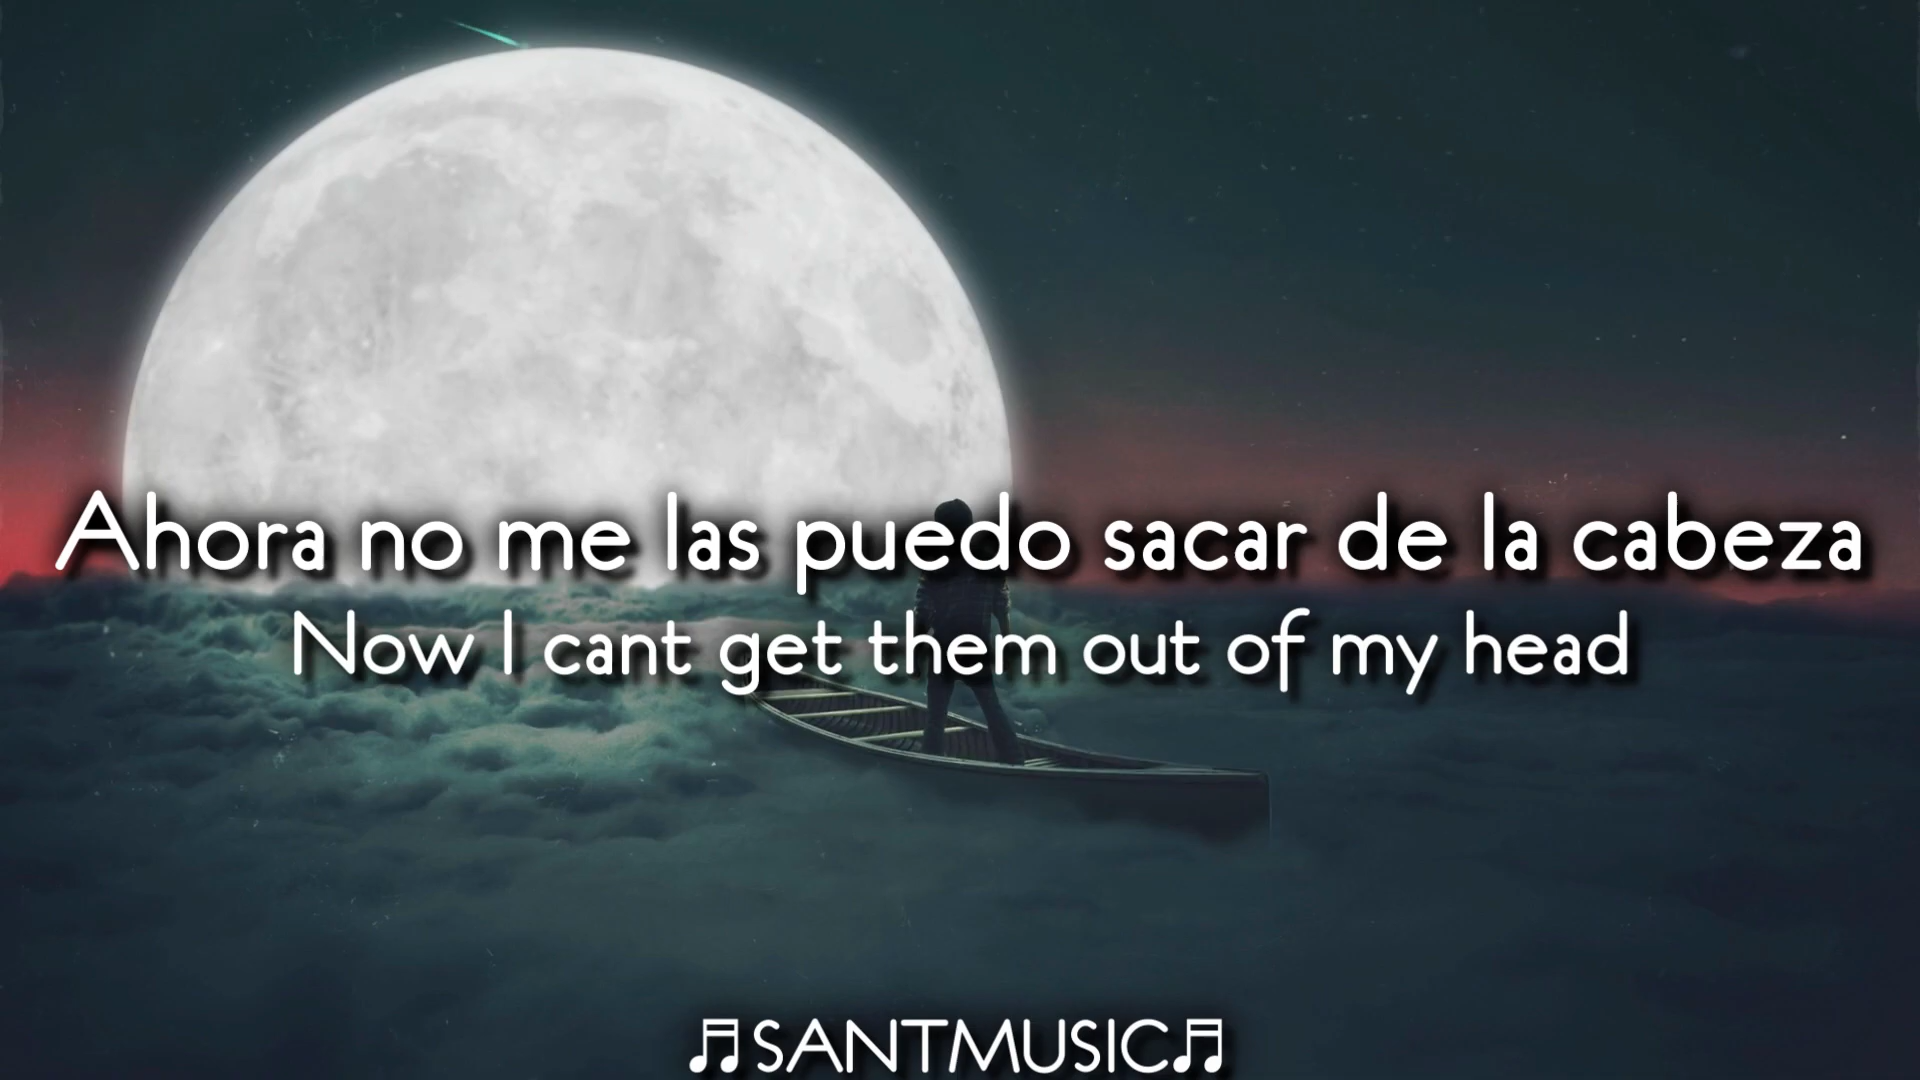 Ahora no me las puedo sacar de la cabeza
Now I cant get them out of my head
♬SANTMUSIC♬